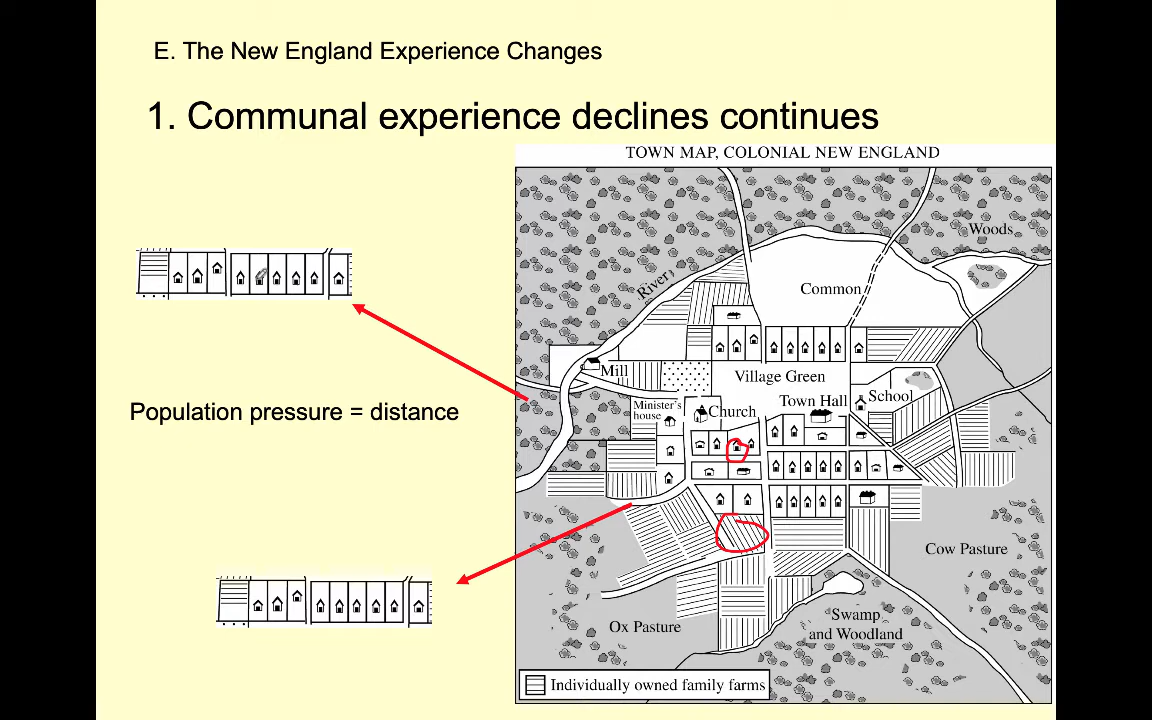 E. The New England Experience Changes
1. Communal experience declines continues
TOWN MAP, COLONIAL NEW ENGLAND
Woods
River
Common
Mill
Village Green
Minister's
house
Church
Town Hall
School
Population pressure = distance
Cow Pasture
Ox Pasture
Swamp
and Woodland
Individually owned family farms